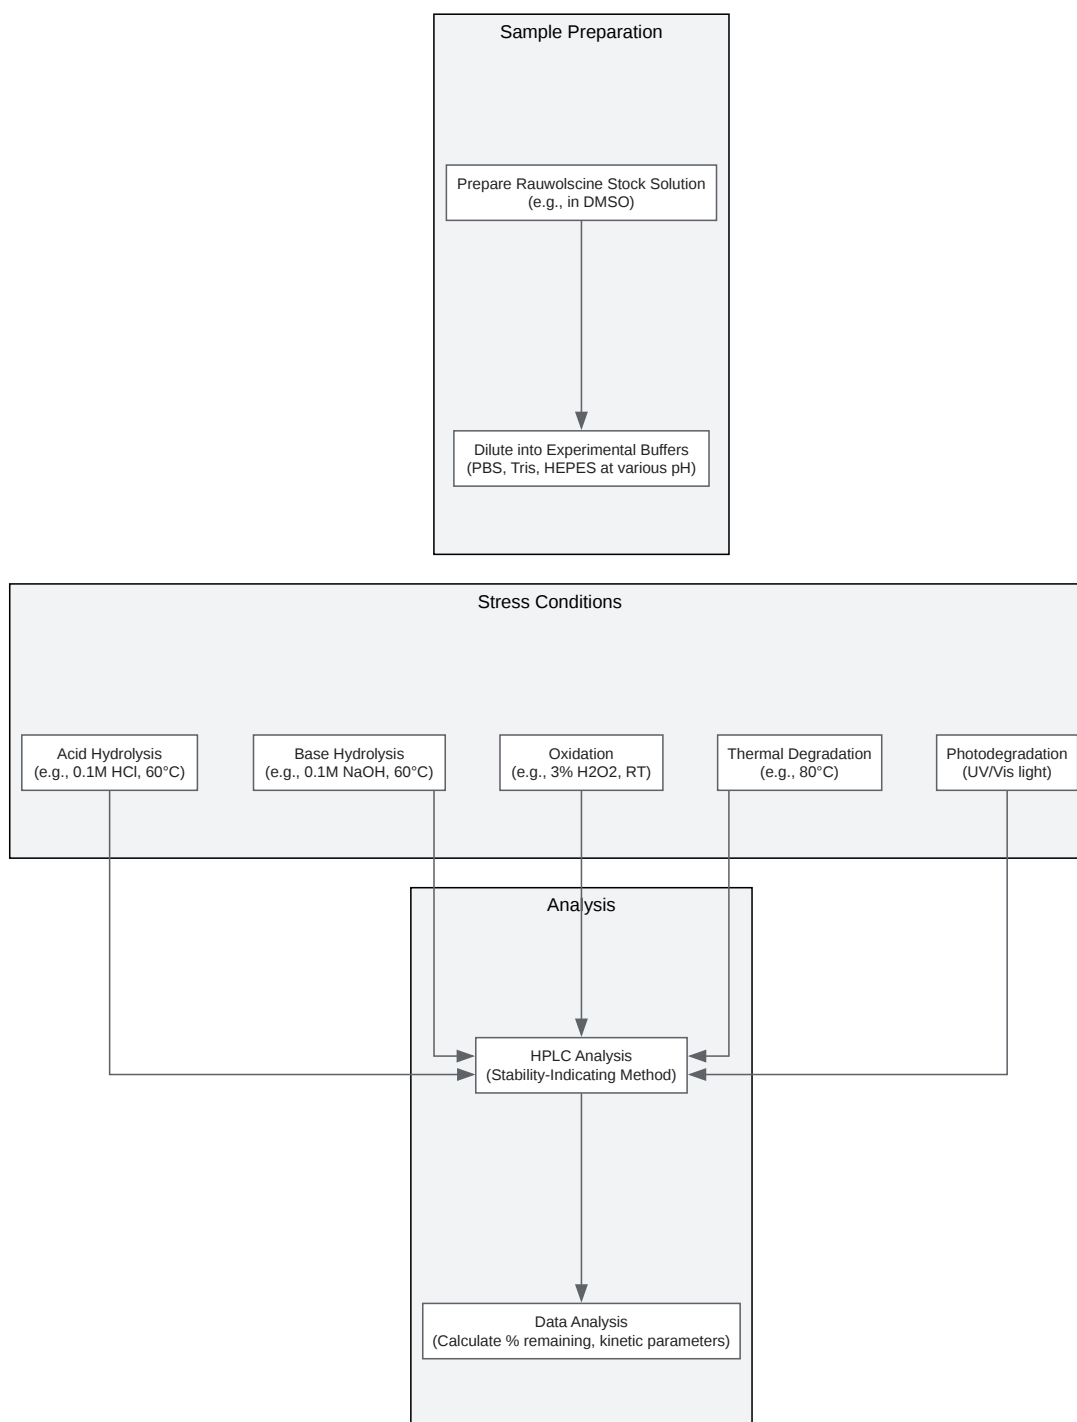 Sample Preparation
Prepare Rauwolscine Stock Solution
(e.g., in DMSO)
Dilute into Experimental Buffers
(PBS, Tris, HEPES at various pH)
Stress Conditions
Acid Hydrolysis
(e.g., 0.1M HCl, 60°C)
Base Hydrolysis
(e.g., 0.1M NaOH, 60°C)
Oxidation
(e.g., 3% H2O2, RT)
Thermal Degradation
(e.g., 80°C)
Photodegradation
(UV/Vis light)
Analysis
HPLC Analysis
(Stability-Indicating Method)
Data Analysis
(Calculate % remaining, kinetic parameters)